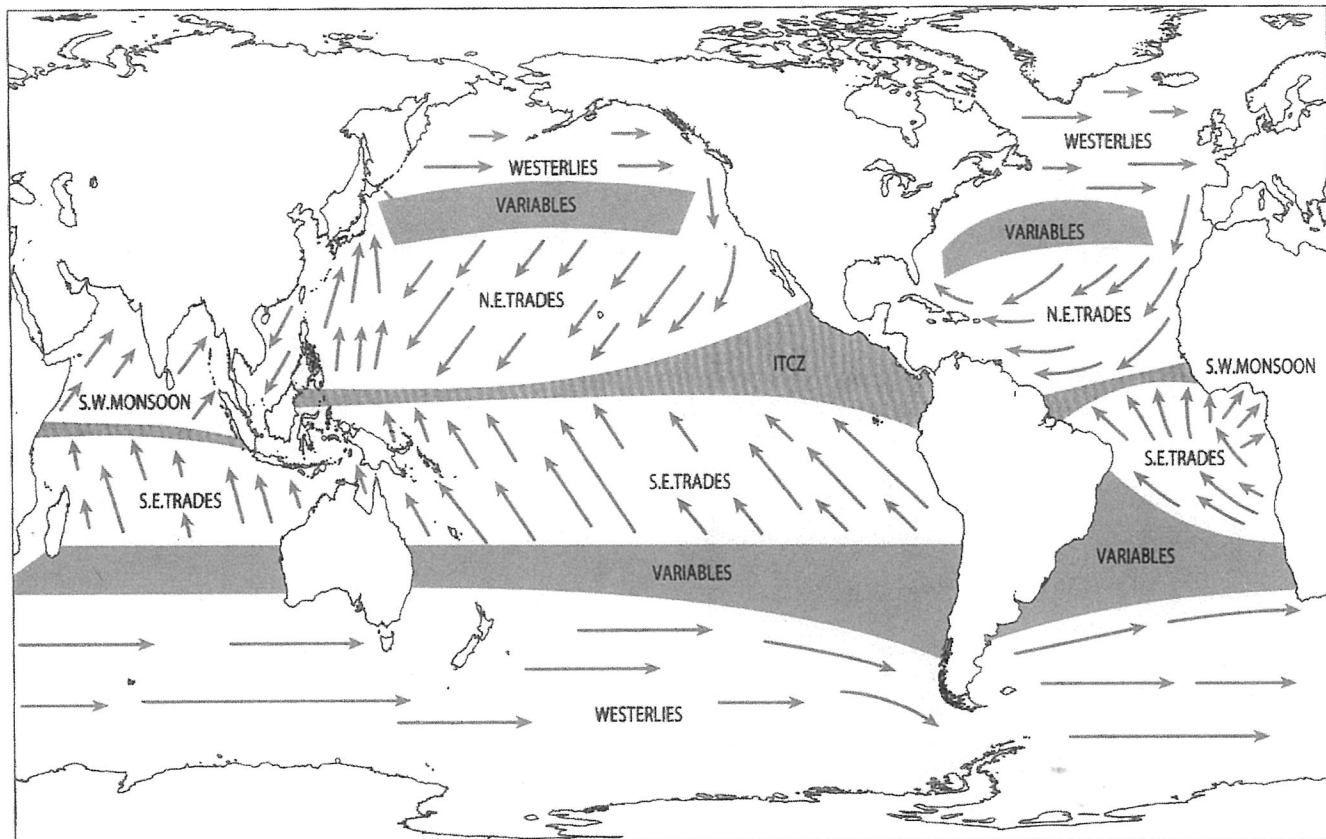 WESTERLIES
WESTERLIES
VARIABLES
VARIABLES
N.E.TRADES
N.E.TRADES
ITCZ
S.W.MONSOON
S.W.MONSOON
S.E.TRADES
S.E.TRADES
S.E.TRADES
VARIABLES
VARIABLES
WESTERLIES